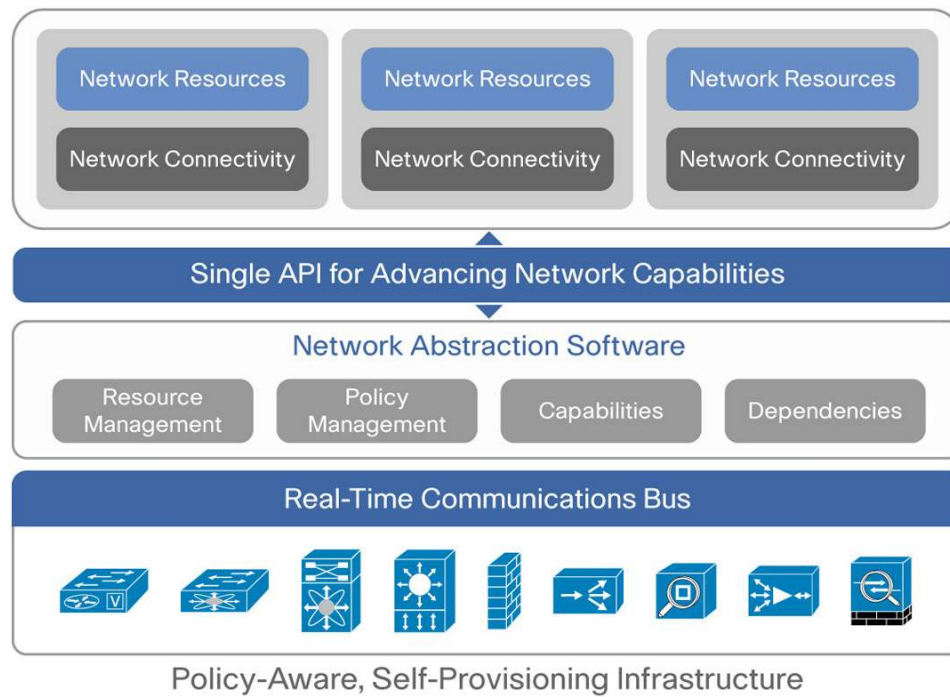 Network Resources
Network Resources
Network Resources
Network Connectivity
Network Connectivity
Network Connectivity
Single API for Advancing Network Capabilities
Network Abstraction Software
Resource
Management
Policy
Management
Capabilities
Dependencies
Real-Time Communications Bus
V
Policy-Aware, Self-Provisioning Infrastructure